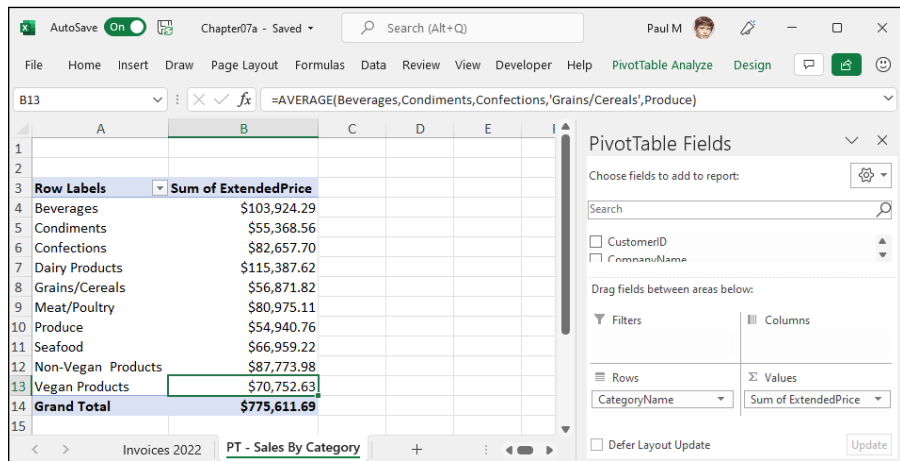 AutoSave On Chapter07a - Saved Search (Alt+Q) Paul M
File Home Insert Draw Page Layout Formulas Data Review View Developer Help PivotTable Analyze Design
B13 fx =AVERAGE(Beverages,Condiments,Confections,'Grains/Cereals',Produce)
A B C D E
PivotTable Fields
Choose fields to add to report:
Search
CustomerID
CompanyName
Drag fields between areas below:
Filters Columns
Rows Σ Values
CategoryName Sum of ExtendedPrice
Defer Layout Update Update
1
2
3 Row Labels Sum of ExtendedPrice
4 Beverages $103,924.29
5 Condiments $55,368.56
6 Confections $82,657.70
7 Dairy Products $115,387.62
8 Grains/Cereals $56,871.82
9 Meat/Poultry $80,975.11
10 Produce $54,940.76
11 Seafood $66,959.22
12 Non-Vegan Products $87,773.98
13 Vegan Products $70,752.63
14 Grand Total $775,611.69
15
Invoices 2022 PT - Sales By Category